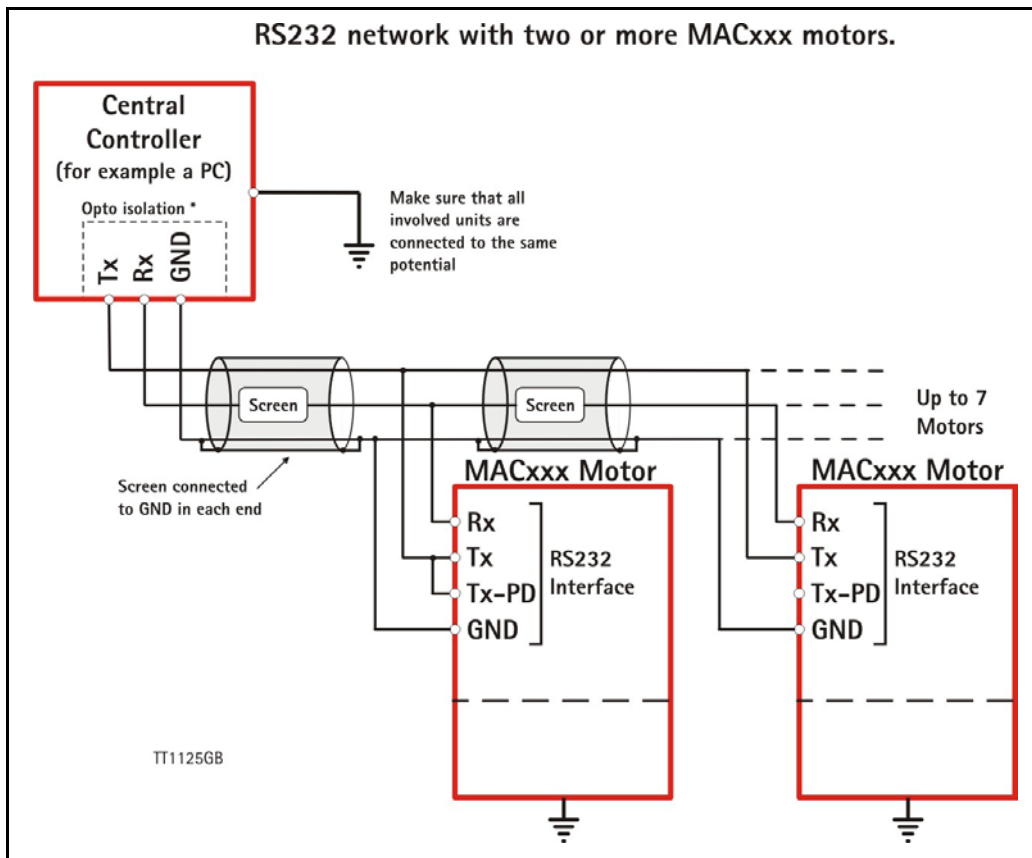 RS232 network with two or more MACxxx motors.
Central
Controller
(for example a PC)
Opto isolation *
Tx
Rx
GND
Make sure that all
involved units are
connected to the same
potential
Screen
Screen
Up to 7
Motors
Screen connected
to GND in each end
MACxxx Motor
Rx
Tx
Tx-PD
GND
RS232
Interface
MACxxx Motor
Rx
Tx
Tx-PD
GND
RS232
Interface
TT1125GB